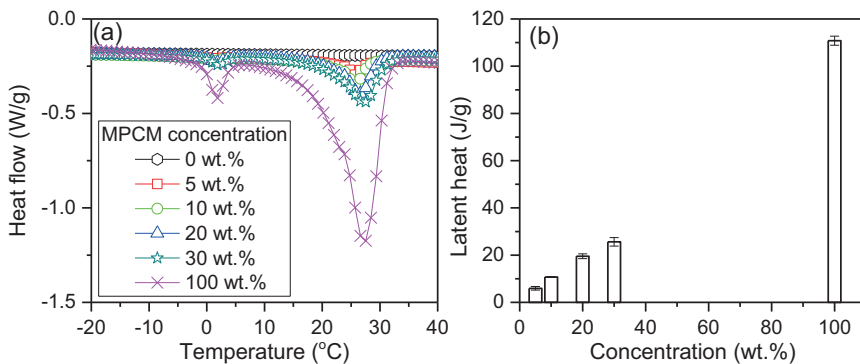 (a)
0.0
-0.5
-1.0
-1.5
Heat flow (W/g)
MPCM concentration
0 wt.%
5 wt.%
10 wt.%
20 wt.%
30 wt.%
100 wt.%
-20 -10 0 10 20 30 40
Temperature (°C)
(b)
120
100
80
60
40
20
0
Latent heat (J/g)
0 20 40 60 80 100
Concentration (wt.%)